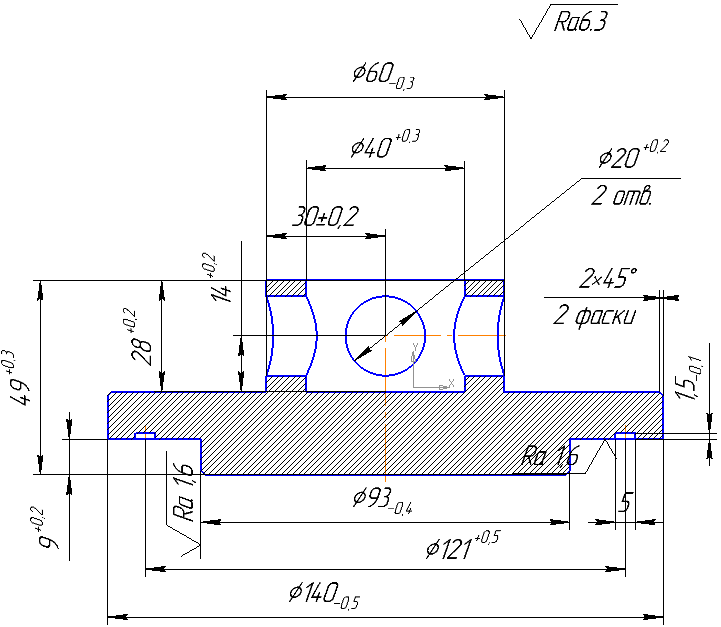 Ra6.3
⌀60-0,3
⌀40+0,3
⌀20+0,2
2 отв.
30±0,2
14+0,2
2×45°
2 фаски
28+0,2
49+0,3
1,5-0,1
Y
X
Ra 1,6
Ra 1,6
9+0,2
⌀93-0,4
5
⌀121+0,5
⌀140-0,5